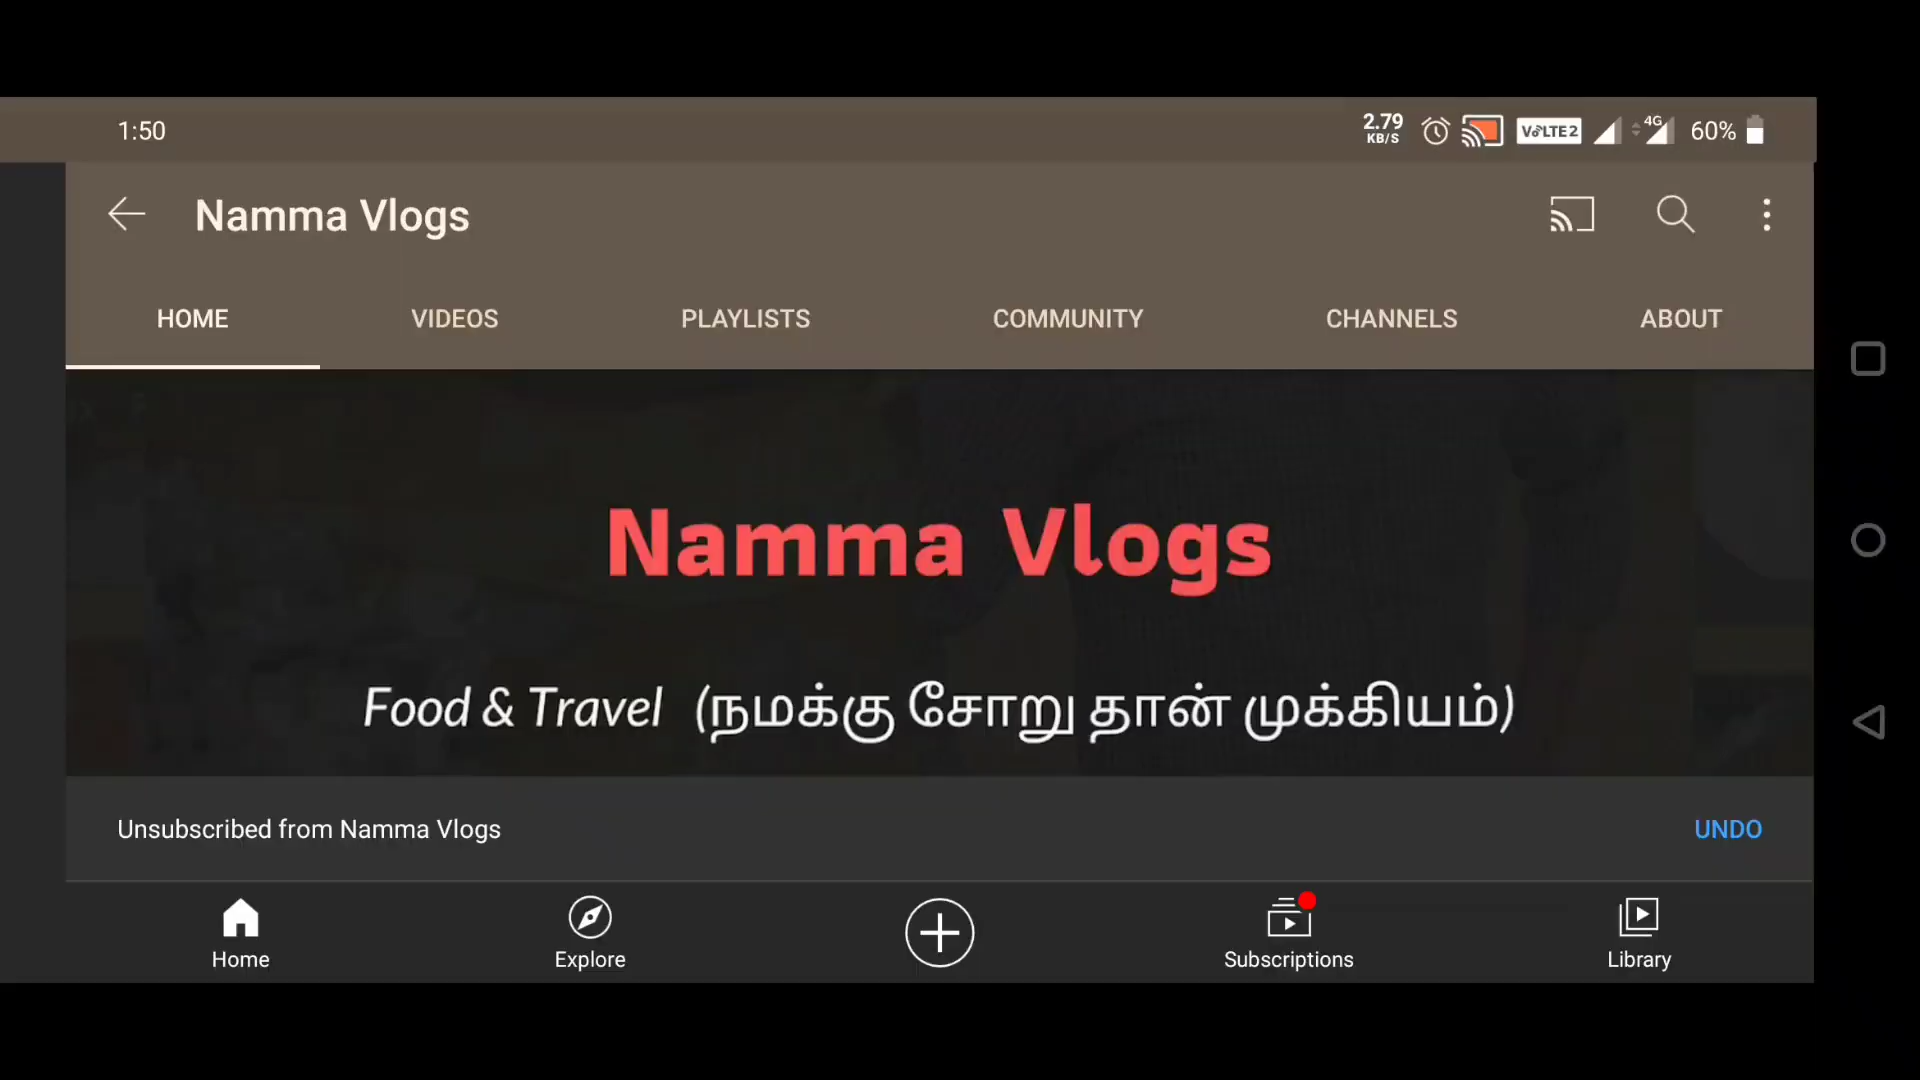 1:50
2.79
KB/S
VoLTE2
4G
60%
Namma Vlogs
HOME VIDEOS PLAYLISTS COMMUNITY CHANNELS ABOUT
Namma Vlogs
Food & Travel (நமக்கு சோறு தான் முக்கியம்)
Unsubscribed from Namma Vlogs UNDO
Home Explore Subscriptions Library